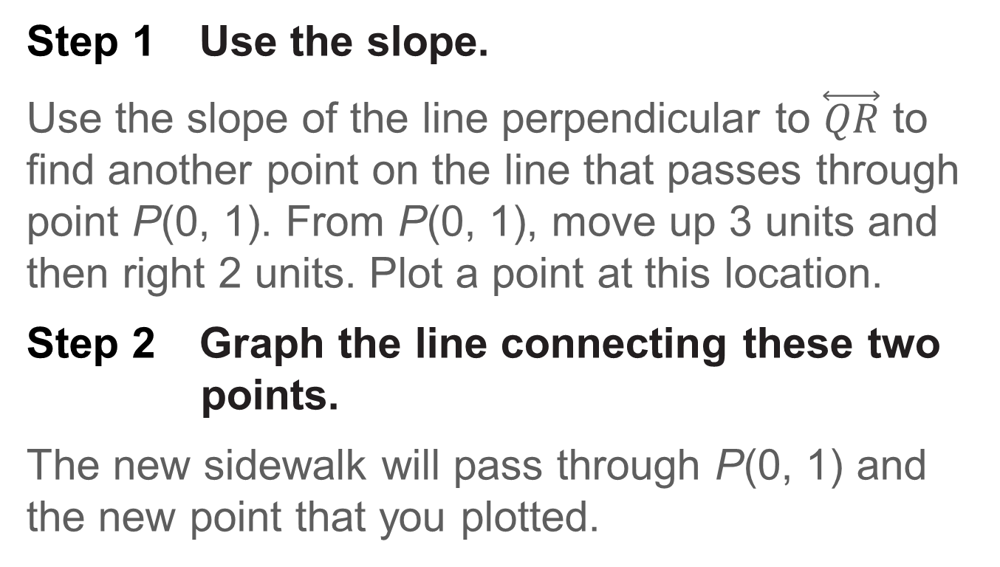 Step 1 Use the slope.
Use the slope of the line perpendicular to QR to
find another point on the line that passes through
point P(0, 1). From P(0, 1), move up 3 units and
then right 2 units. Plot a point at this location.
Step 2 Graph the line connecting these two
points.
The new sidewalk will pass through P(0, 1) and
the new point that you plotted.